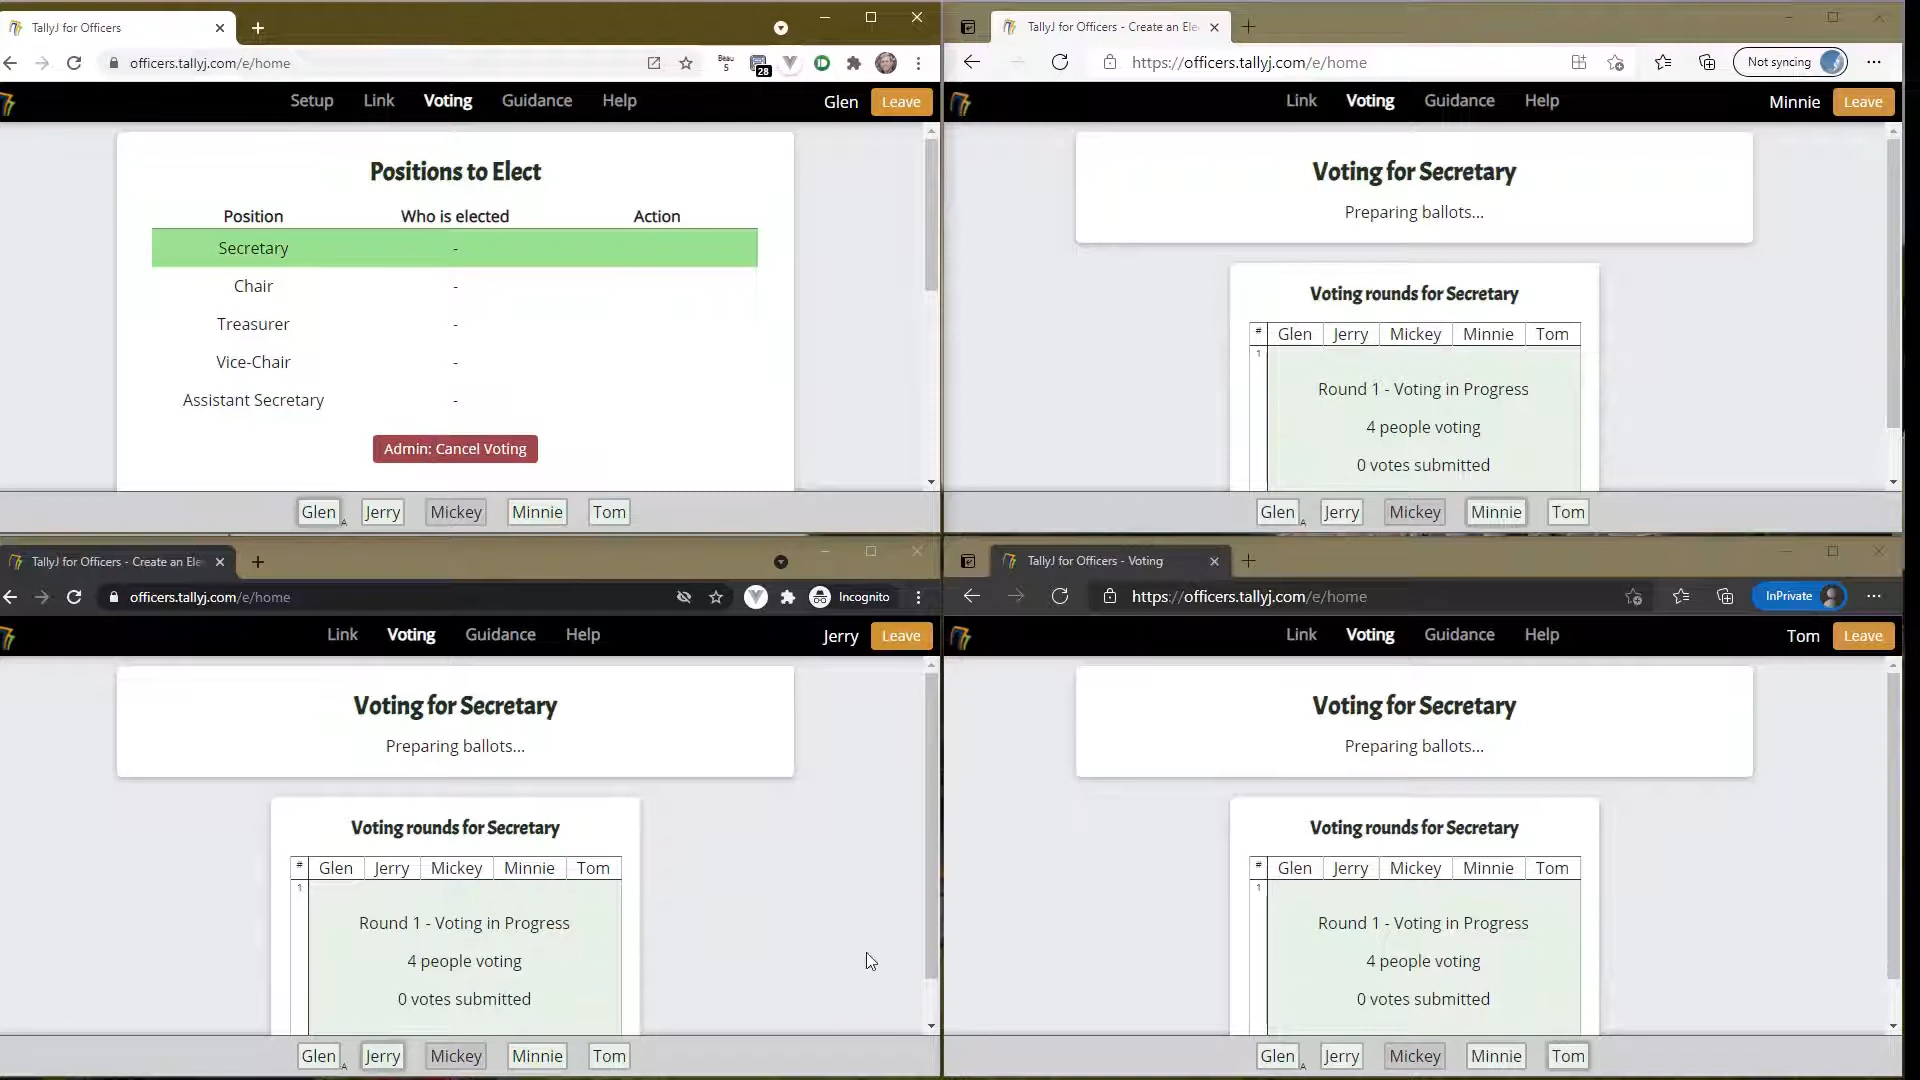 TallyJ for Officers
officers.tallyj.com/e/home
Beau
5
28
Setup Link Voting Guidance Help Glen Leave
Positions to Elect
Position Who is elected Action
Secretary -
Chair -
Treasurer -
Vice-Chair -
Assistant Secretary -
Admin: Cancel Voting
Glen A Jerry Mickey Minnie Tom
TallyJ for Officers - Create an Ele
https://officers.tallyj.com/e/home Not syncing
Link Voting Guidance Help Minnie Leave
Voting for Secretary
Preparing ballots...
Voting rounds for Secretary
# Glen Jerry Mickey Minnie Tom
1
Round 1 - Voting in Progress
4 people voting
0 votes submitted
Glen A Jerry Mickey Minnie Tom
TallyJ for Officers - Create an Ele
officers.tallyj.com/e/home Incognito
Link Voting Guidance Help Jerry Leave
Voting for Secretary
Preparing ballots...
Voting rounds for Secretary
# Glen Jerry Mickey Minnie Tom
1
Round 1 - Voting in Progress
4 people voting
0 votes submitted
Glen A Jerry Mickey Minnie Tom
TallyJ for Officers - Voting
https://officers.tallyj.com/e/home InPrivate
Link Voting Guidance Help Tom Leave
Voting for Secretary
Preparing ballots...
Voting rounds for Secretary
# Glen Jerry Mickey Minnie Tom
1
Round 1 - Voting in Progress
4 people voting
0 votes submitted
Glen A Jerry Mickey Minnie Tom